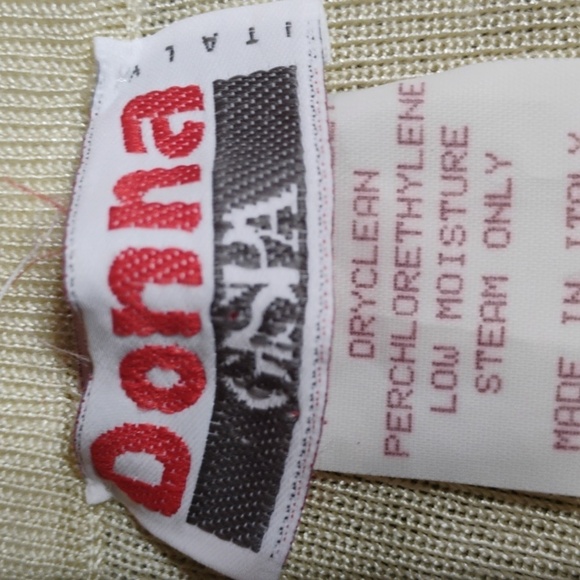 ITALY
Donna
DRYCLEAN
PERCHLORETHYLENE
LOW MOISTURE
STEAM ONLY
MADE IN ITALY